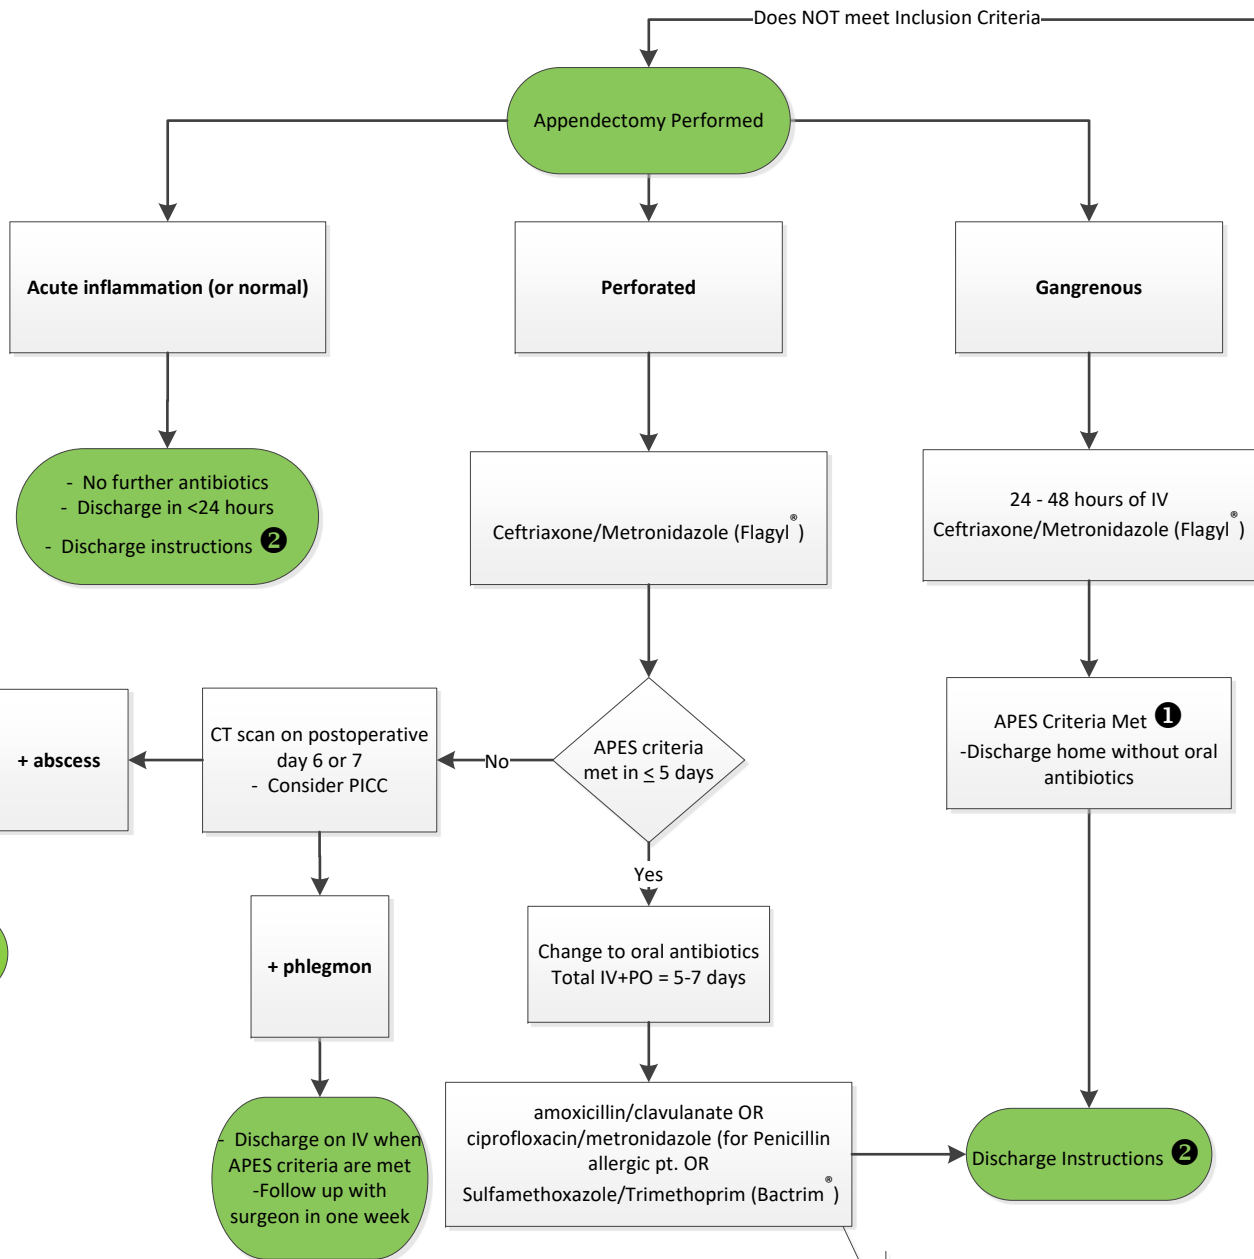 Does NOT meet Inclusion Criteria
Appendectomy Performed
Acute inflammation (or normal)
Perforated
Gangrenous
- No further antibiotics
- Discharge in <24 hours
- Discharge instructions ❷
Ceftriaxone/Metronidazole (Flagyl®)
24 - 48 hours of IV
Ceftriaxone/Metronidazole (Flagyl®)
+ abscess
CT scan on postoperative
day 6 or 7
- Consider PICC
No
APES criteria
met in ≤ 5 days
APES Criteria Met ❶
-Discharge home without oral
antibiotics
Yes
+ phlegmon
Change to oral antibiotics
Total IV+PO = 5-7 days
- Discharge on IV when
APES criteria are met
-Follow up with
surgeon in one week
amoxicillin/clavulanate OR
ciprofloxacin/metronidazole (for Penicillin
allergic pt. OR
Sulfamethoxazole/Trimethoprim (Bactrim®)
Discharge Instructions ❷